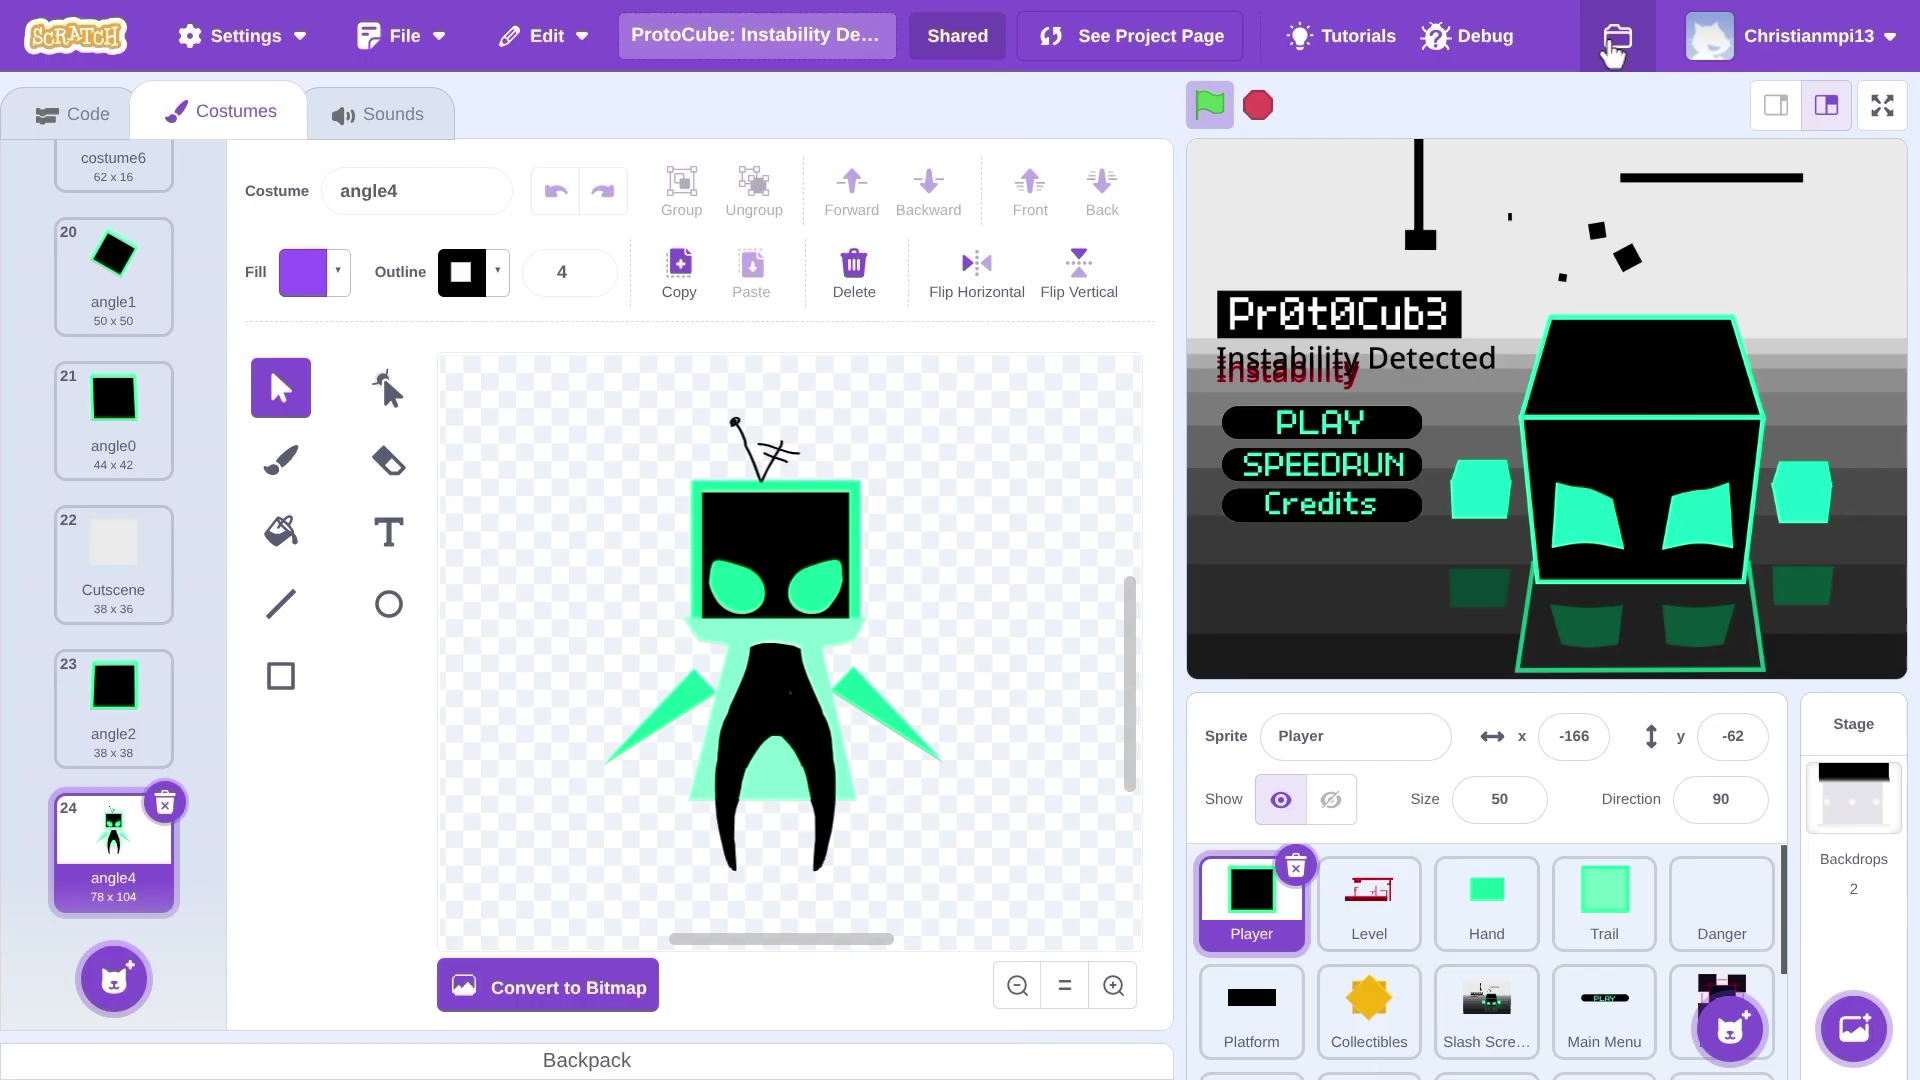 SCRATCH
Settings
File
Edit
ProtoCube: Instability De...
Shared
See Project Page
Tutorials
Debug
Christianmpi13
Code
Costumes
Sounds
costume6
62 x 16
20
angle1
50 x 50
21
angle0
44 x 42
22
Cutscene
38 x 36
23
angle2
38 x 38
24
angle4
78 x 104
Costume
angle4
Group
Ungroup
Forward
Backward
Front
Back
Fill
Outline
4
Copy
Paste
Delete
Flip Horizontal
Flip Vertical
Convert to Bitmap
Backpack
Pr0t0Cub3
Instability Detected
Instability
PLAY
SPEEDRUN
Credits
Sprite
Player
x
-166
y
-62
Show
Size
50
Direction
90
Player
Level
Hand
Trail
Danger
Platform
Collectibles
Slash Scre...
PLAY
Main Menu
Stage
Backdrops
2